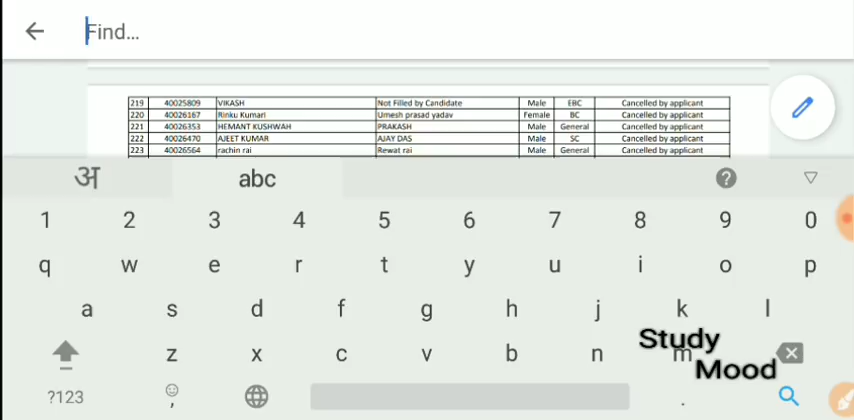 Find...
219 40025809 VIKASH Not Filled by Candidate Male EBC Cancelled by applicant
220 40026167 Rinku Kumari Umesh prasad yadav Female BC Cancelled by applicant
221 40026353 HEMANT KUSHWAH PRAKASH Male General Cancelled by applicant
222 40026470 AJEET KUMAR AJAY DAS Male SC Cancelled by applicant
223 40026564 rachin rai Rewat rai Male General Cancelled by applicant
अ abc ?
1 2 3 4 5 6 7 8 9 0
q w e r t y u i o p
a s d f g h j k l
z x c v b n m
Study
Mood
?123 , .